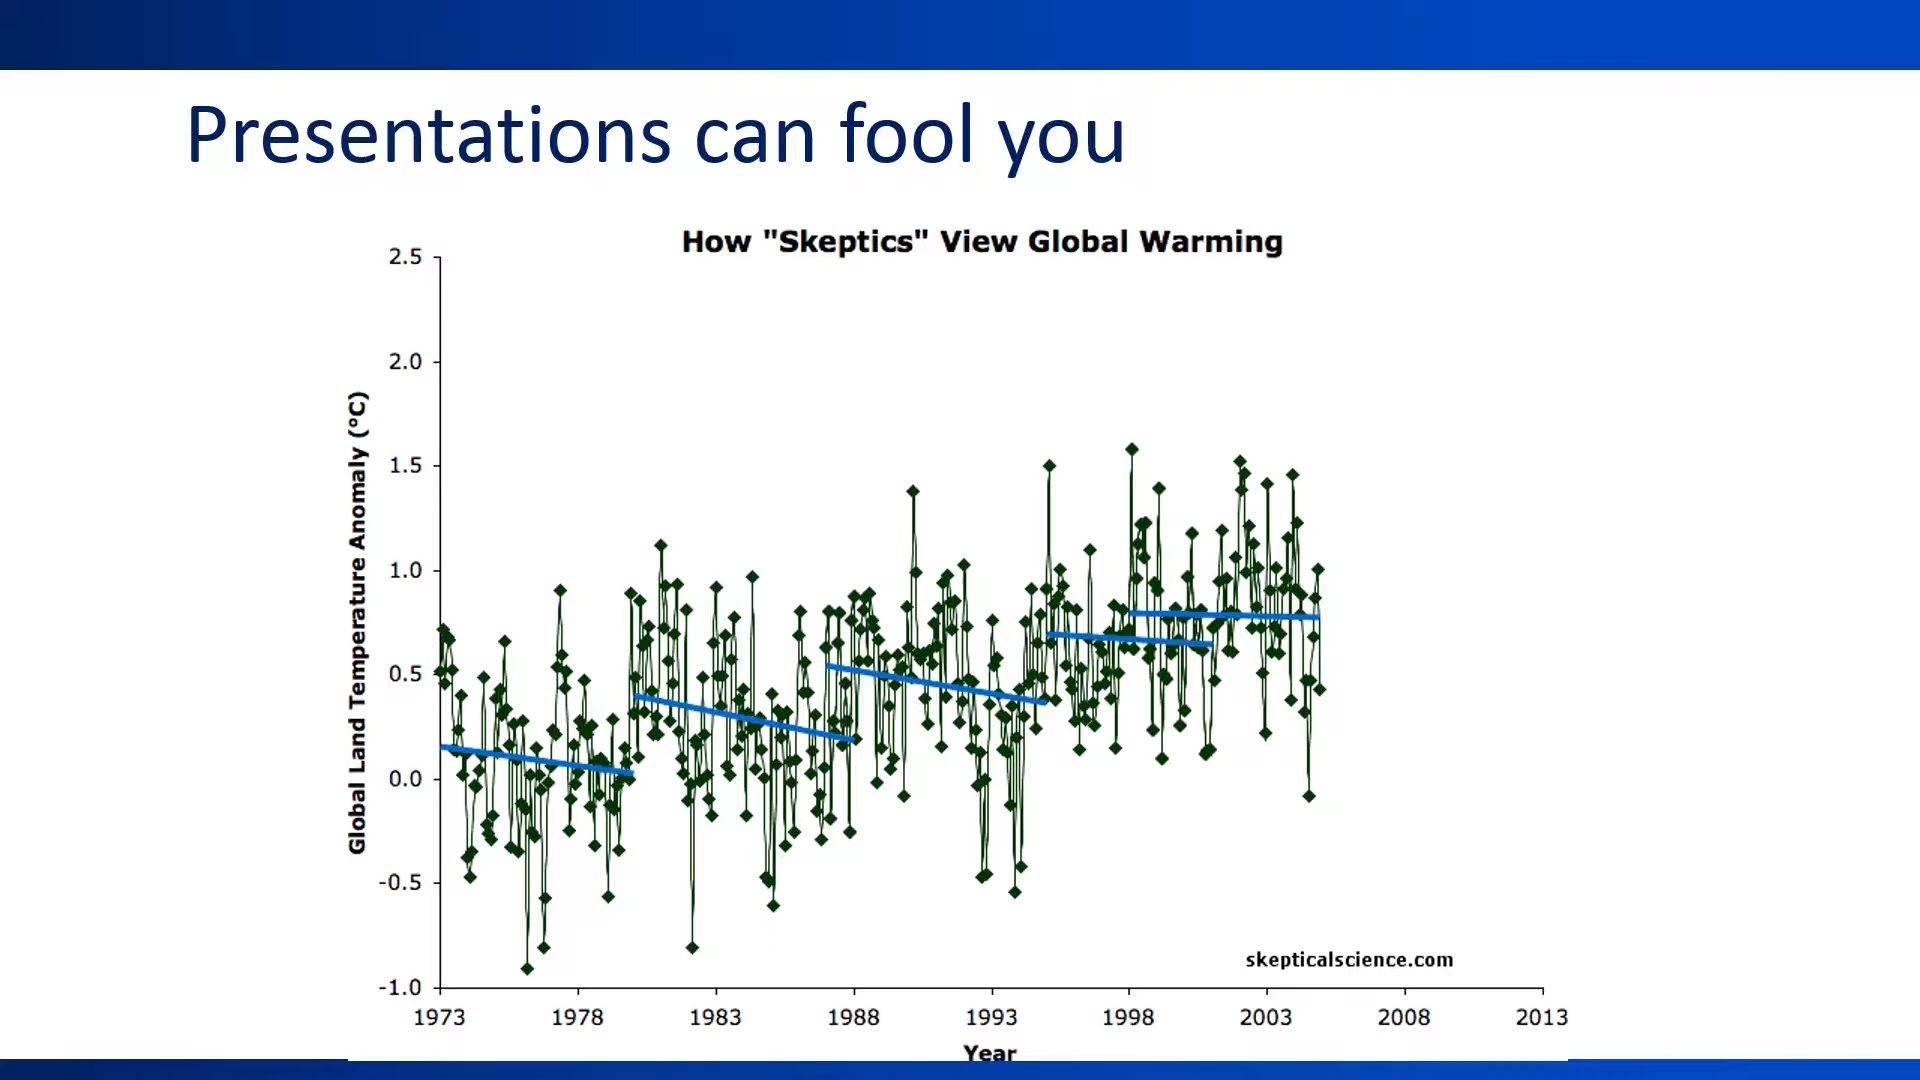 Presentations can fool you
How "Skeptics" View Global Warming
2.5
2.0
1.5
1.0
0.5
0.0
-0.5
-1.0
Global Land Temperature Anomaly (°C)
skepticalscience.com
1973 1978 1983 1988 1993 1998 2003 2008 2013
Year